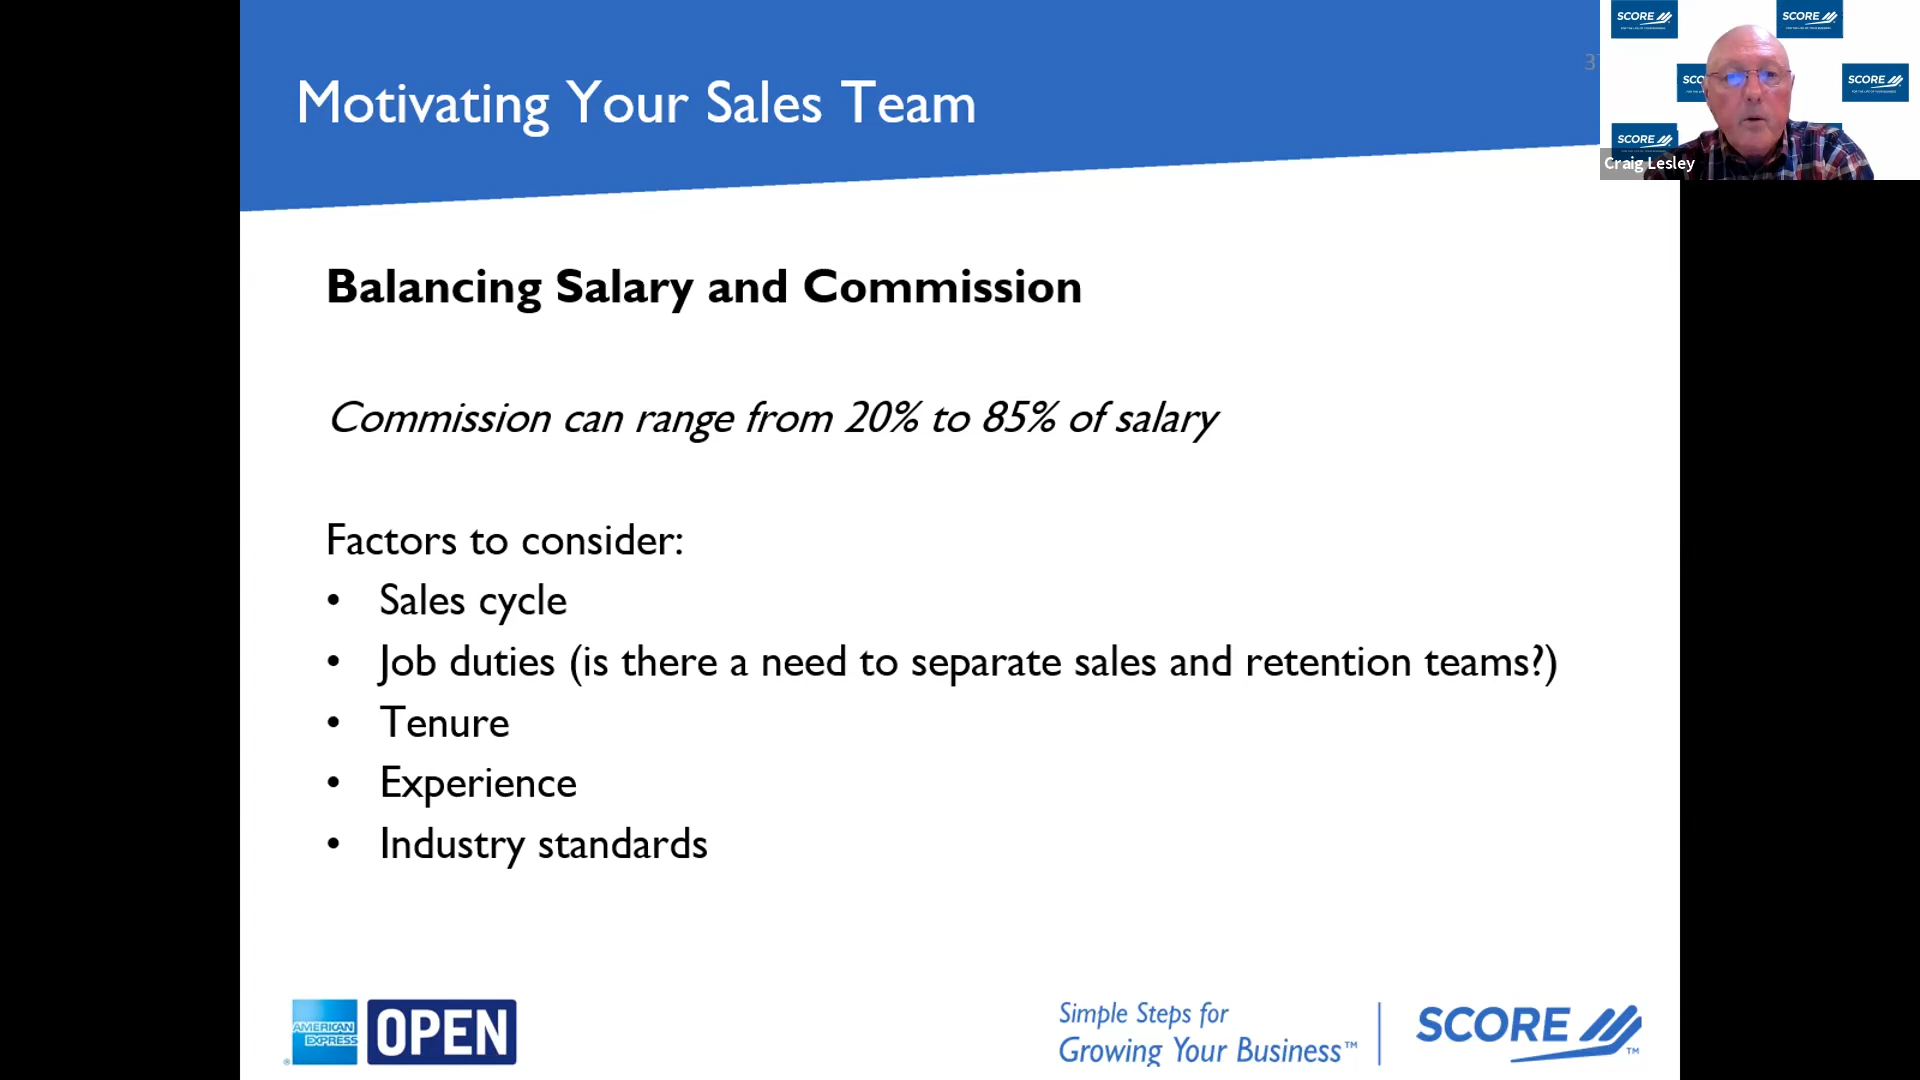 Motivating Your Sales Team
SCORE
SCORE
SCORE
SCORE
Craig Lesley
Balancing Salary and Commission
Commission can range from 20% to 85% of salary
Factors to consider:
• Sales cycle
• Job duties (is there a need to separate sales and retention teams?)
• Tenure
• Experience
• Industry standards
AMERICAN
EXPRESS
OPEN
Simple Steps for
Growing Your Business™
SCORE™